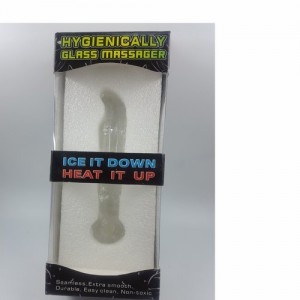 HYGIENICALLY
GLASS MASSAGER
ICE IT DOWN
HEAT IT UP
Seamless, Extra smooth,
Durable, Easy clean, Non-toxic